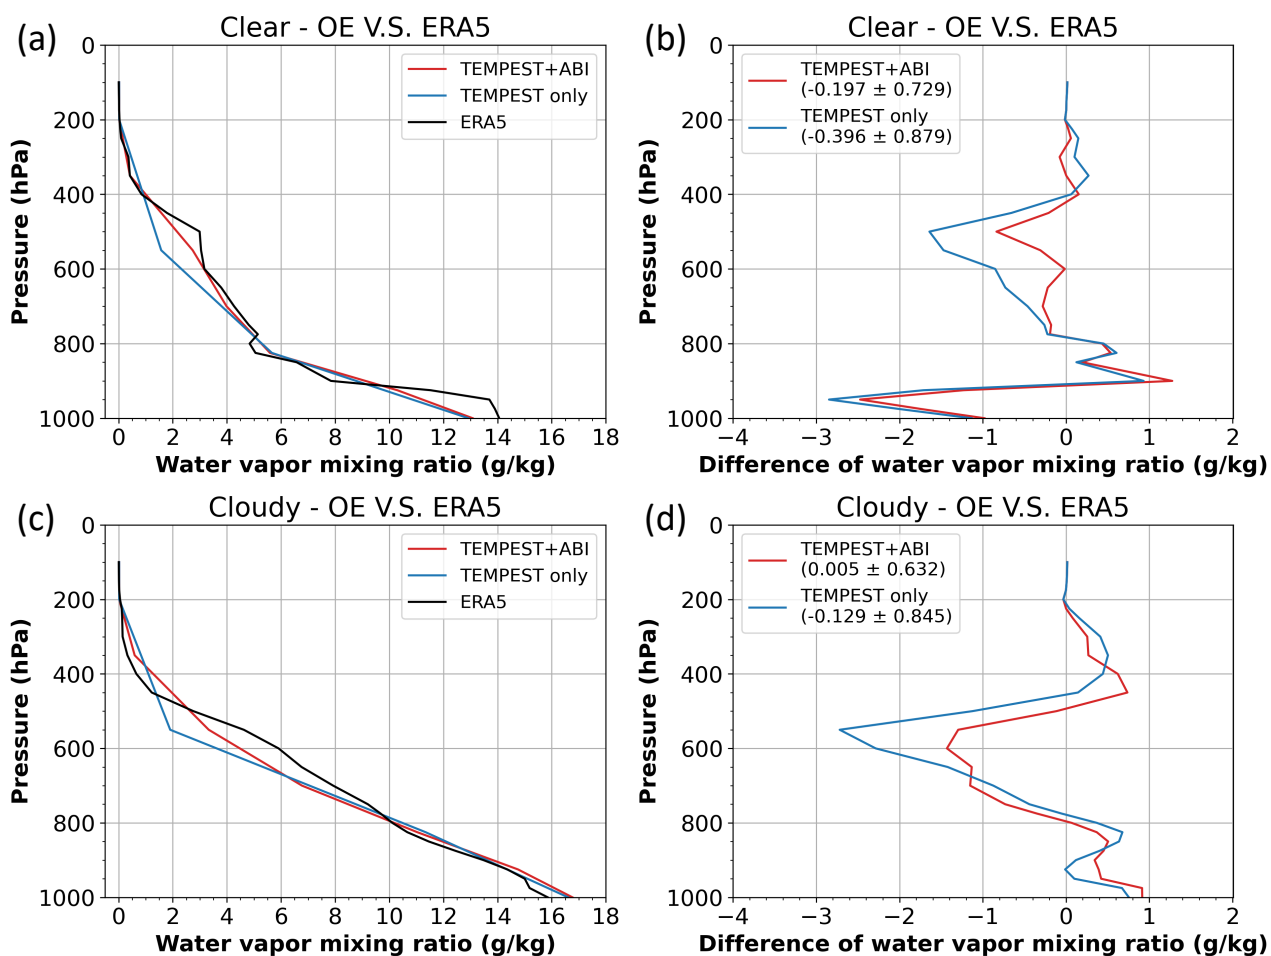 (a)
Clear - OE V.S. ERA5
0
200
400
600
800
1000
Pressure (hPa)
TEMPEST+ABI
TEMPEST only
ERA5
0 2 4 6 8 10 12 14 16 18
Water vapor mixing ratio (g/kg)
(b)
Clear - OE V.S. ERA5
0
200
400
600
800
1000
Pressure (hPa)
TEMPEST+ABI
(-0.197 ± 0.729)
TEMPEST only
(-0.396 ± 0.879)
−4 −3 −2 −1 0 1 2
Difference of water vapor mixing ratio (g/kg)
(c)
Cloudy - OE V.S. ERA5
0
200
400
600
800
1000
Pressure (hPa)
TEMPEST+ABI
TEMPEST only
ERA5
0 2 4 6 8 10 12 14 16 18
Water vapor mixing ratio (g/kg)
(d)
Cloudy - OE V.S. ERA5
0
200
400
600
800
1000
Pressure (hPa)
TEMPEST+ABI
(0.005 ± 0.632)
TEMPEST only
(-0.129 ± 0.845)
−4 −3 −2 −1 0 1 2
Difference of water vapor mixing ratio (g/kg)